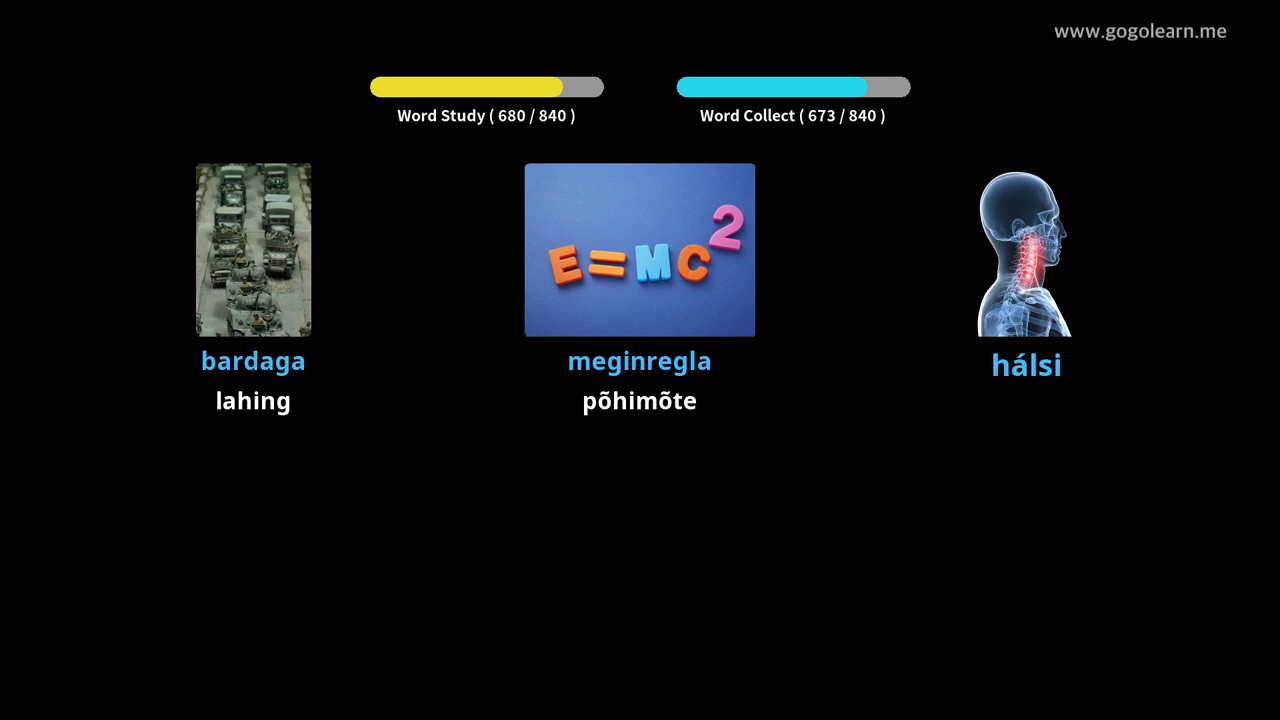 www.gogolearn.me
Word Study ( 680 / 840 )
Word Collect ( 673 / 840 )
E=MC2
bardaga
lahing
meginregla
põhimõte
hálsi